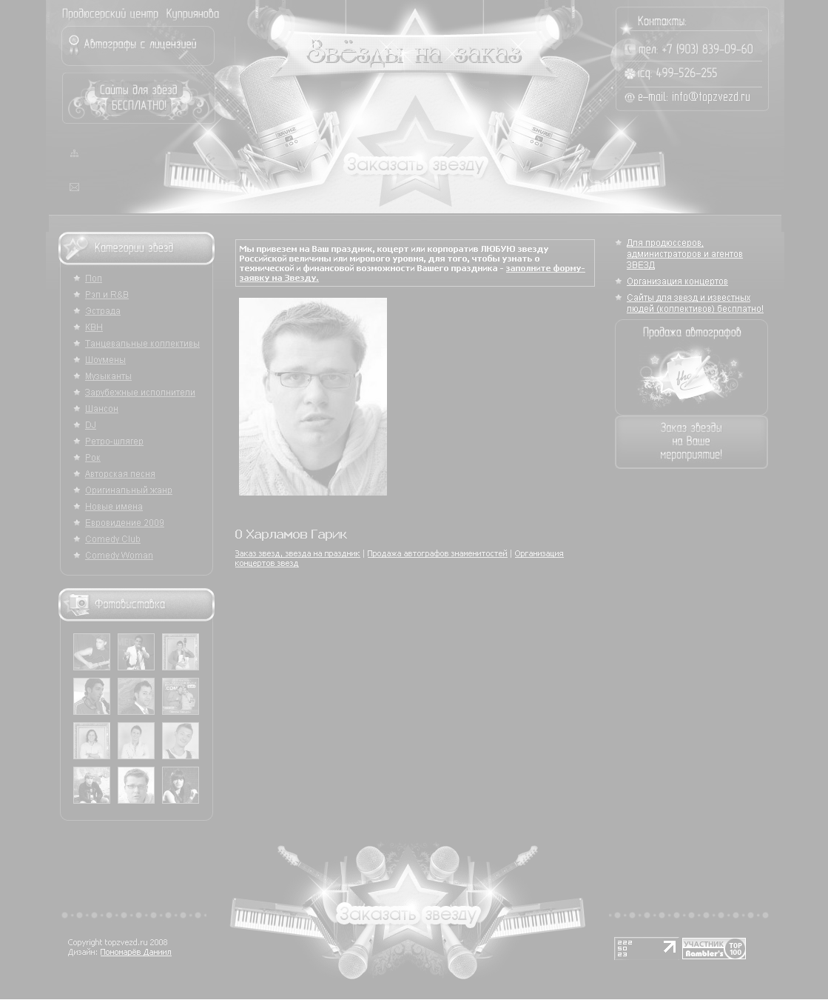 Продюсерский центр Куприянова
Автографы с лицензией
Сайты для звёзд
БЕСПЛАТНО!
Звёзды на заказ
SHURE
SHURE
Заказать звезду
Контакты:
тел: +7 (903) 839-09-60
icq: 499-526-255
e-mail: info@topzvezd.ru
Категории звёзд
Поп
Рэп и R&B
Эстрада
КВН
Танцевальные коллективы
Шоумены
Музыканты
Зарубежные исполнители
Шансон
DJ
Ретро-шлягер
Рок
Авторская песня
Оригинальный жанр
Новые имена
Евровидение 2009
Comedy Club
Comedy Woman
Фотовыставка
Мы привезем на Ваш праздник, коцерт или корпоратив ЛЮБУЮ звезду
Российской величины или мирового уровня, для того, чтобы узнать о
технической и финансовой возможности Вашего праздника - заполните форму-
заявку на Звезду.
О Харламов Гарик
Заказ звезд, звезда на праздник | Продажа автографов знаменитостей | Организация
концертов звезд
Для продюссеров,
администраторов и агентов
ЗВЕЗД
Организация концертов
Сайты для звезд и известных
людей (коллективов) бесплатно!
Продажа автографов
Заказ звезды
на Ваше
мероприятие!
Заказать звезду
Copyright topzvezd.ru 2008
Дизайн: Пономарёв Даниил
222
50
23
УЧАСТНИК
Rambler's
TOP
100